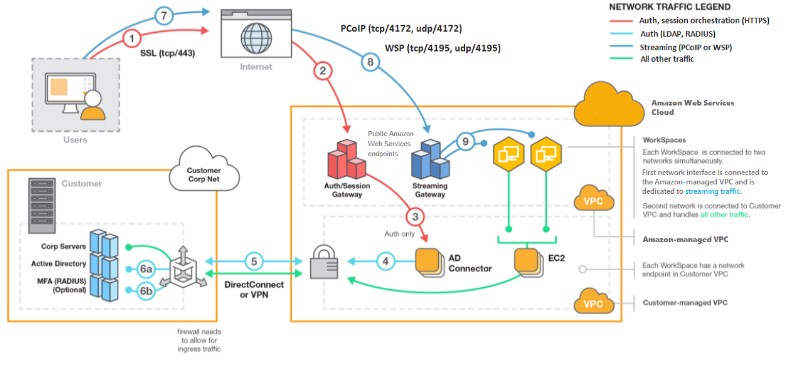 NETWORK TRAFFIC LEGEND
Auth, session orchestration (HTTPS)
Auth (LDAP, RADIUS)
Streaming (PCoIP or WSP)
All other traffic
7
1
SSL (tcp/443)
Users
Internet
PCoIP (tcp/4172, udp/4172)
WSP (tcp/4195, udp/4195)
2
8
Amazon Web Services
Cloud
Public Amazon
Web Services
endpoints
Auth/Session
Gateway
Streaming
Gateway
9
WorkSpaces
Each WorkSpace is connected to two
networks simultaneously.
First network interface is connected to
the Amazon-managed VPC and is
dedicated to streaming traffic.
Second network is connected to Customer
VPC and handles all other traffic.
VPC
Amazon-managed VPC
3
Auth only
Customer
Customer
Corp Net
Corp Servers
Active Directory
MFA (RADIUS)
(Optional)
6a
6b
5
DirectConnect
or VPN
4
AD
Connector
EC2
Each WorkSpace has a network
endpoint in Customer VPC
VPC
Customer-managed VPC
firewall needs
to allow for
ingress traffic